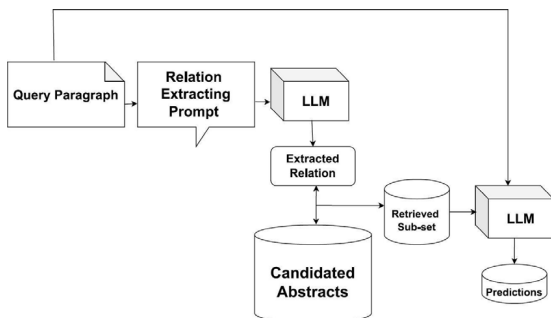 Query Paragraph
Relation
Extracting
Prompt
LLM
Extracted
Relation
Retrieved
Sub-set
LLM
Candidated
Abstracts
Predictions